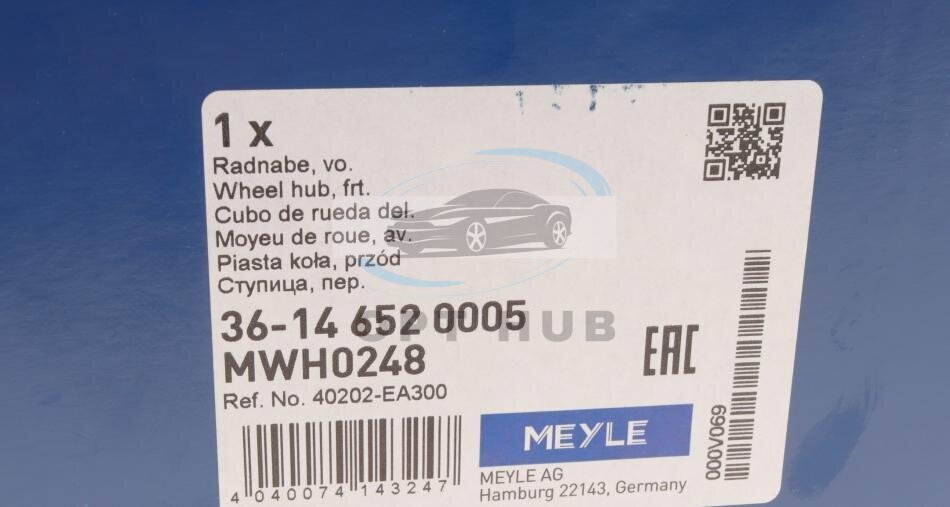 1 x
Radnabe, vo.
Wheel hub, frt.
Cubo de rueda del.
Moyeu de roue, av.
Piasta koła, przód
Ступица, пер.
36-14 652 0005
OPT HUB
MWH0248
Ref. No. 40202-EA300
EAC
MEYLE
MEYLE AG
Hamburg 22143, Germany
4 040074 143247
000V069